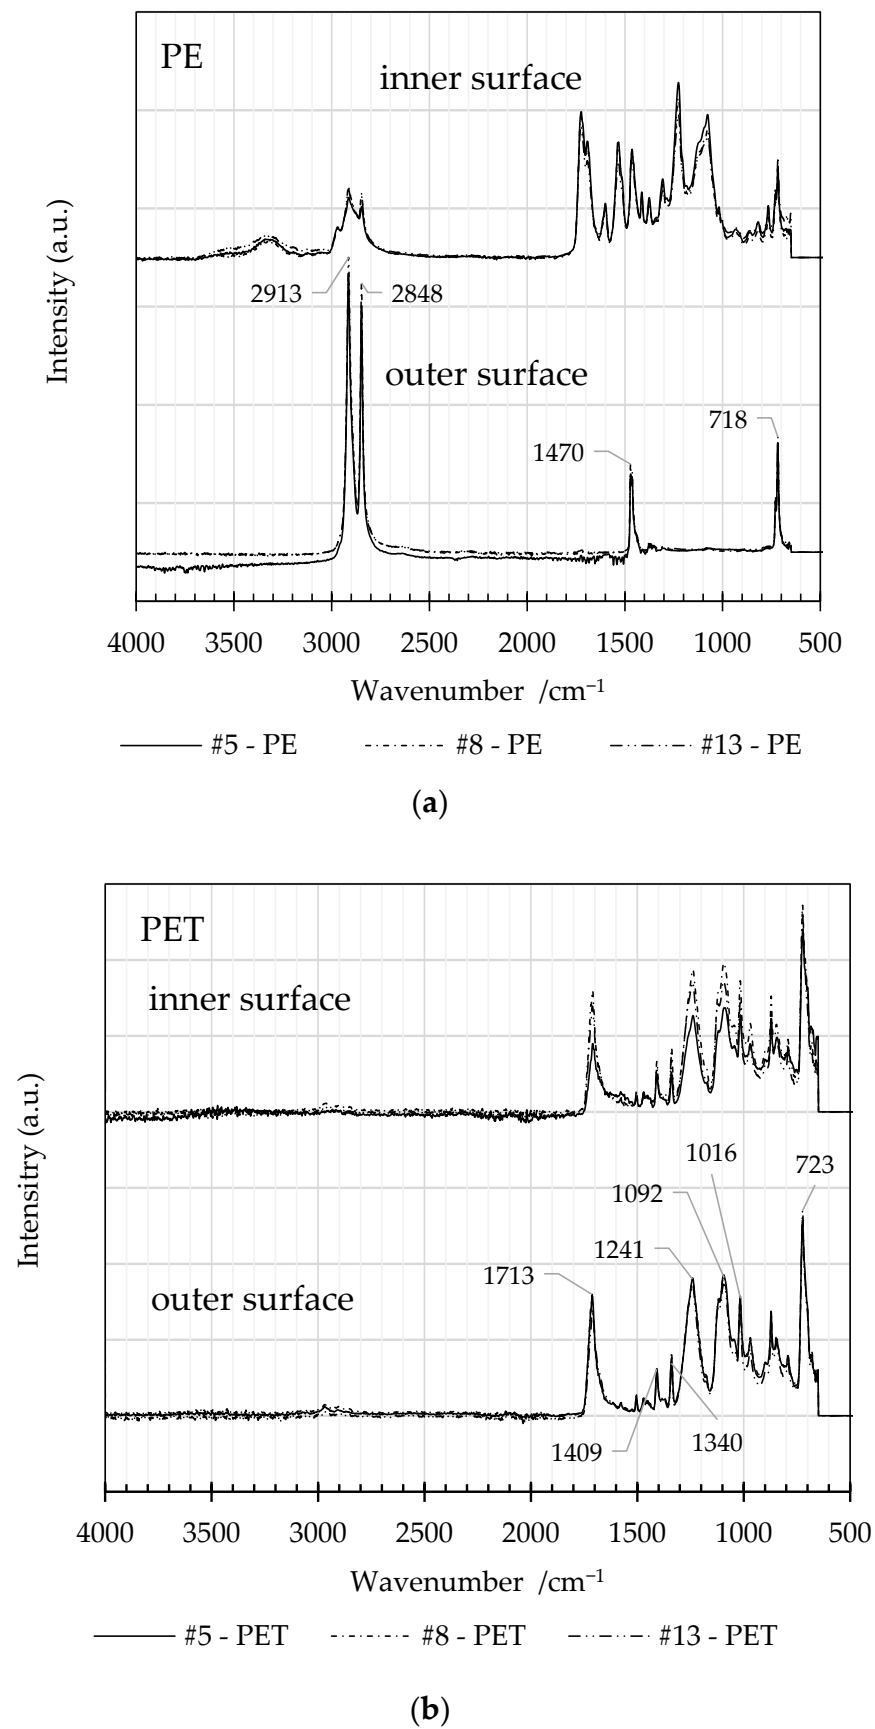 PE
inner surface
Intensity (a.u.)
2913
2848
outer surface
718
1470
4000 3500 3000 2500 2000 1500 1000 500
Wavenumber /cm⁻¹
#5 - PE #8 - PE #13 - PE
(a)
PET
inner surface
Intensitry (a.u.)
1016
723
1092
1241
1713
outer surface
1409
1340
4000 3500 3000 2500 2000 1500 1000 500
Wavenumber /cm⁻¹
#5 - PET #8 - PET #13 - PET
(b)